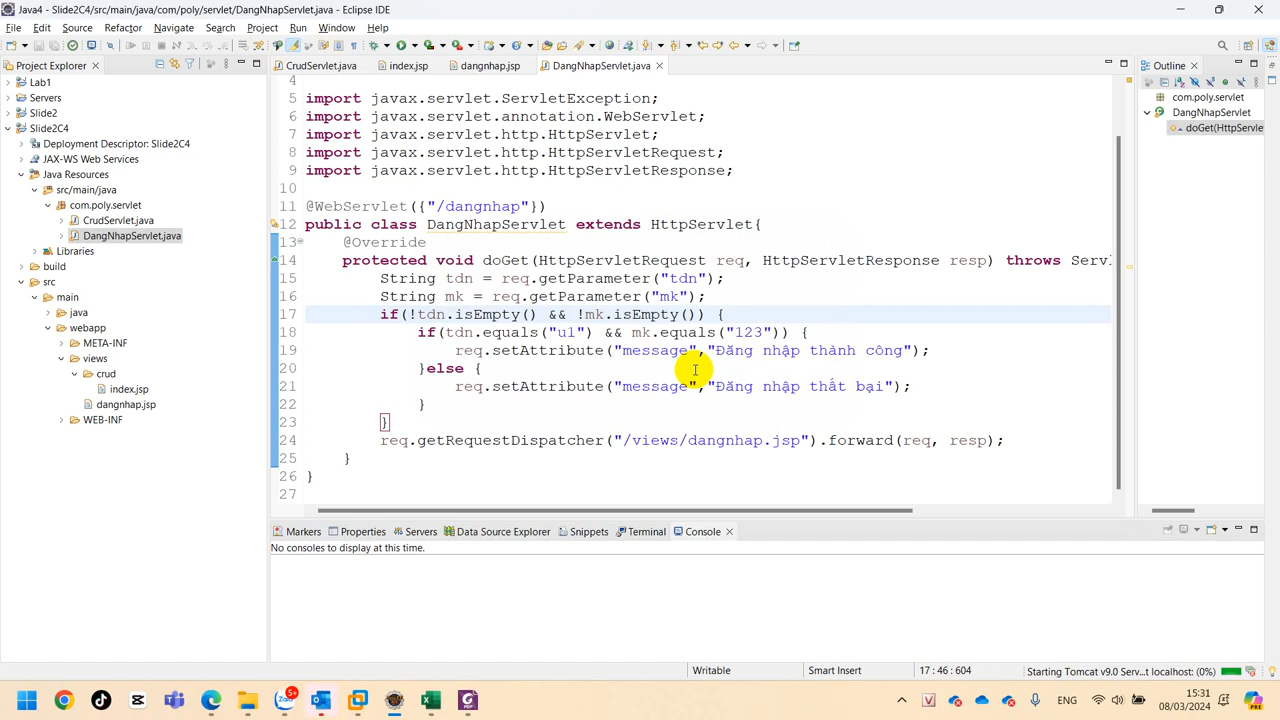 Java4 - Slide2C4/src/main/java/com/poly/servlet/DangNhapServlet.java - Eclipse IDE
File Edit Source Refactor Navigate Search Project Run Window Help
Project Explorer
Lab1
Servers
Slide2
Slide2C4
Deployment Descriptor: Slide2C4
JAX-WS Web Services
Java Resources
src/main/java
com.poly.servlet
CrudServlet.java
DangNhapServlet.java
Libraries
build
src
main
java
webapp
META-INF
views
crud
index.jsp
dangnhap.jsp
WEB-INF
CrudServlet.java index.jsp dangnhap.jsp DangNhapServlet.java
4
5 import javax.servlet.ServletException;
6 import javax.servlet.annotation.WebServlet;
7 import javax.servlet.http.HttpServlet;
8 import javax.servlet.http.HttpServletRequest;
9 import javax.servlet.http.HttpServletResponse;
10
11 @WebServlet({"/dangnhap"})
12 public class DangNhapServlet extends HttpServlet{
13 @Override
14 protected void doGet(HttpServletRequest req, HttpServletResponse resp) throws Servl
15 String tdn = req.getParameter("tdn");
16 String mk = req.getParameter("mk");
17 if(!tdn.isEmpty() && !mk.isEmpty()) {
18 if(tdn.equals("u1") && mk.equals("123")) {
19 req.setAttribute("message","Đăng nhập thành công");
20 }else {
21 req.setAttribute("message","Đăng nhập thất bại");
22 }
23 }
24 req.getRequestDispatcher("/views/dangnhap.jsp").forward(req, resp);
25 }
26 }
27
Outline
com.poly.servlet
DangNhapServlet
doGet(HttpServle
Markers Properties Servers Data Source Explorer Snippets Terminal Console
No consoles to display at this time.
Writable Smart Insert 17 : 46 : 604 Starting Tomcat v9.0 Serv...t localhost: (0%)
Zalo 5+
PDF
V ENG 15:31
08/03/2024
PRE